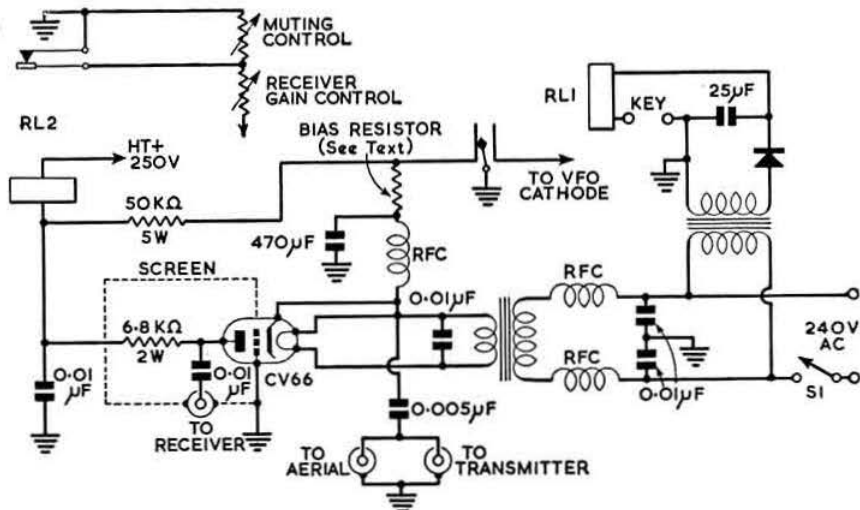 MUTING
CONTROL
RECEIVER
GAIN CONTROL
RL2
HT+
250V
BIAS RESISTOR
(See Text)
RL1
KEY
25µF
TO VFO
CATHODE
50KΩ
5W
470µF
RFC
SCREEN
6.8KΩ
2W
0.01
µF
0.01
µF
CV66
TO
RECEIVER
0.01µF
RFC
RFC
240V
AC
0.01µF
S1
0.005µF
TO
AERIAL
TO
TRANSMITTER